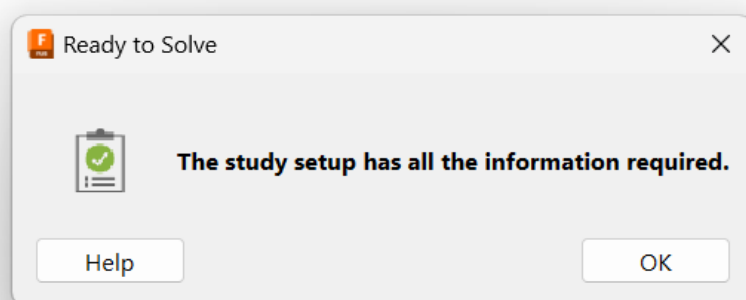 Ready to Solve
The study setup has all the information required.
Help
OK